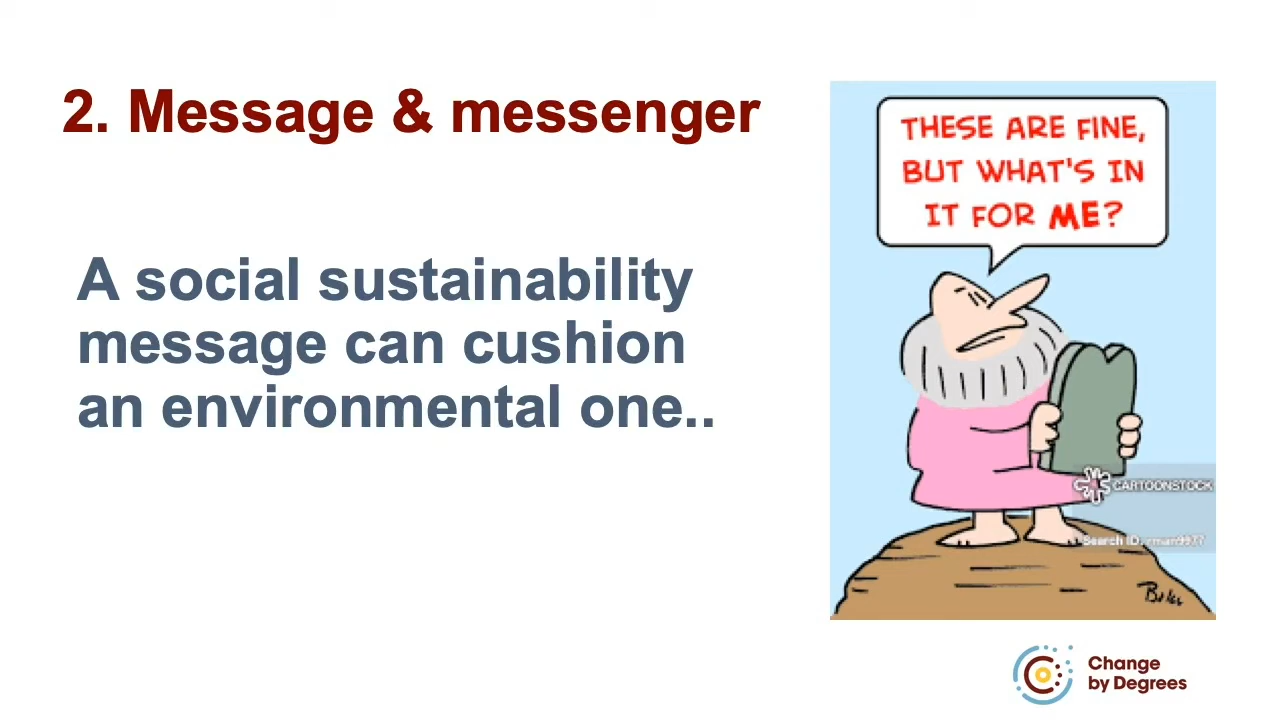 2. Message & messenger
A social sustainability
message can cushion
an environmental one..
THESE ARE FINE,
BUT WHAT'S IN
IT FOR ME?
CARTOONSTOCK
Search ID: rman9977
Change
by Degrees